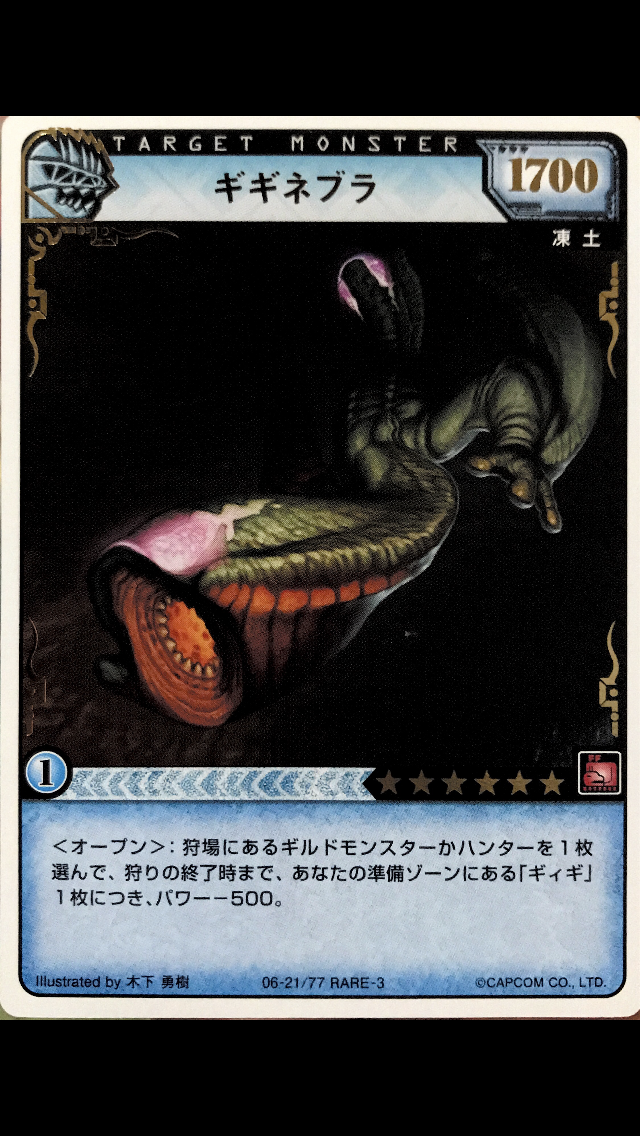 TARGET MONSTER
ギギネブラ
1700
凍土
1
<オープン>：狩場にあるギルドモンスターかハンターを1枚
選んで、狩りの終了時まで、あなたの準備ゾーンにある「ギィギ」
1枚につき、パワー－500。
Illustrated by 木下 勇樹
06-21/77 RARE-3
©CAPCOM CO., LTD.